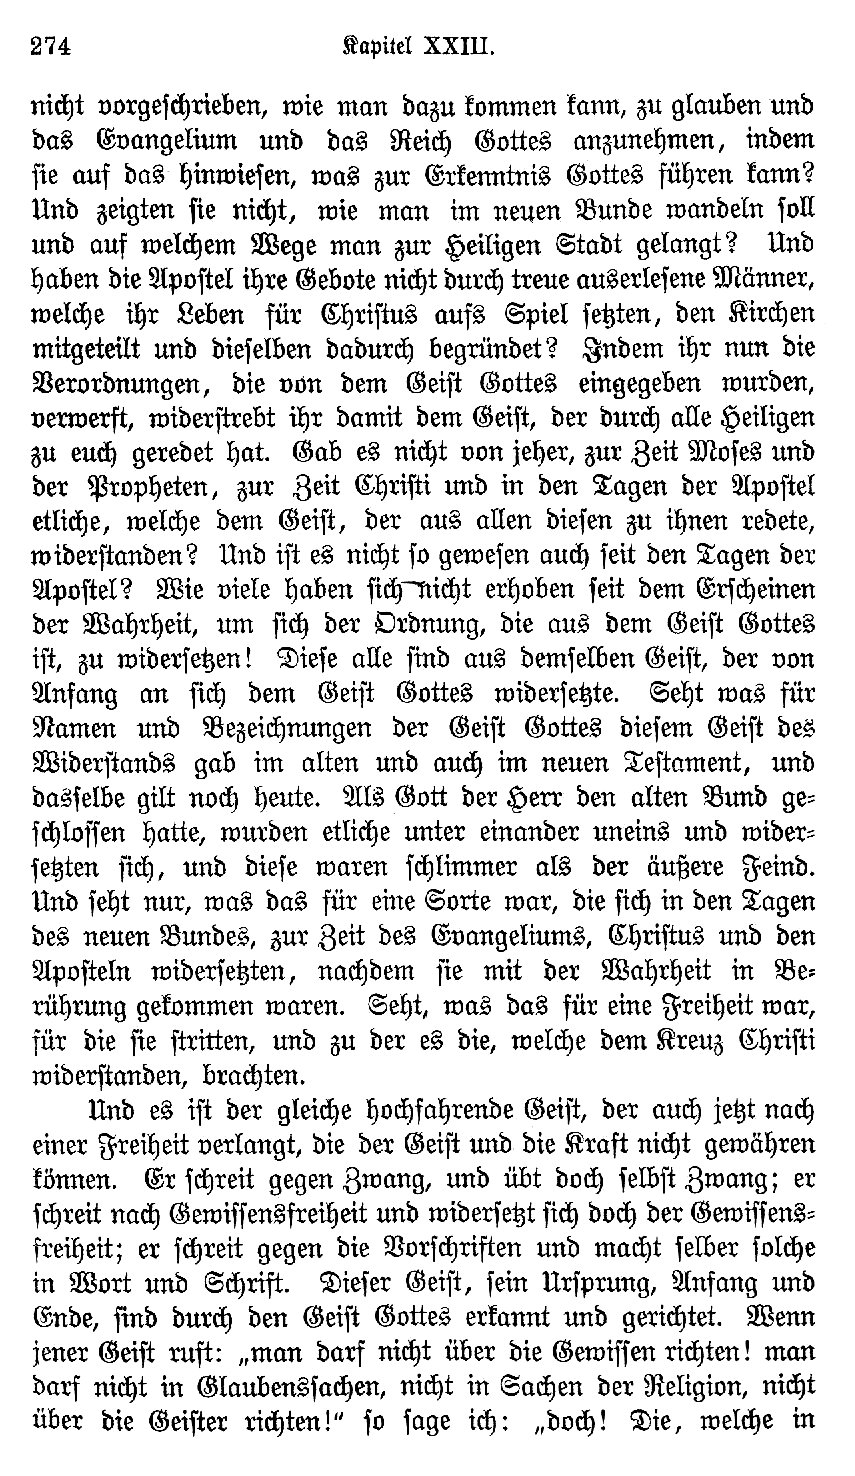 274 Kapitel XXIII.
nicht vorgeschrieben, wie man dazu kommen kann, zu glauben und
das Evangelium und das Reich Gottes anzunehmen, indem
sie auf das hinwiesen, was zur Erkenntnis Gottes führen kann?
Und zeigten sie nicht, wie man im neuen Bunde wandeln soll
und auf welchem Wege man zur Heiligen Stadt gelangt? Und
haben die Apostel ihre Gebote nicht durch treue auserlesene Männer,
welche ihr Leben für Christus aufs Spiel setzten, den Kirchen
mitgeteilt und dieselben dadurch begründet? Indem ihr nun die
Verordnungen, die von dem Geist Gottes eingegeben wurden,
verwerft, widerstrebt ihr damit dem Geist, der durch alle Heiligen
zu euch geredet hat. Gab es nicht von jeher, zur Zeit Moses und
der Propheten, zur Zeit Christi und in den Tagen der Apostel
etliche, welche dem Geist, der aus allen diesen zu ihnen redete,
widerstanden? Und ist es nicht so gewesen auch seit den Tagen der
Apostel? Wie viele haben sich nicht erhoben seit dem Erscheinen
der Wahrheit, um sich der Ordnung, die aus dem Geist Gottes
ist, zu widersetzen! Diese alle sind aus demselben Geist, der von
Anfang an sich dem Geist Gottes widersetzte. Seht was für
Namen und Bezeichnungen der Geist Gottes diesem Geist des
Widerstands gab im alten und auch im neuen Testament, und
dasselbe gilt noch heute. Als Gott der Herr den alten Bund ge-
schlossen hatte, wurden etliche unter einander uneins und wider-
setzten sich, und diese waren schlimmer als der äußere Feind.
Und seht nur, was das für eine Sorte war, die sich in den Tagen
des neuen Bundes, zur Zeit des Evangeliums, Christus und den
Aposteln widersetzten, nachdem sie mit der Wahrheit in Be-
rührung gekommen waren. Seht, was das für eine Freiheit war,
für die sie stritten, und zu der es die, welche dem Kreuz Christi
widerstanden, brachten.
Und es ist der gleiche hochfahrende Geist, der auch jetzt nach
einer Freiheit verlangt, die der Geist und die Kraft nicht gewähren
können. Er schreit gegen Zwang, und übt doch selbst Zwang; er
schreit nach Gewissensfreiheit und widersetzt sich doch der Gewissens-
freiheit; er schreit gegen die Vorschriften und macht selber solche
in Wort und Schrift. Dieser Geist, sein Ursprung, Anfang und
Ende, sind durch den Geist Gottes erkannt und gerichtet. Wenn
jener Geist ruft: „man darf nicht über die Gewissen richten! man
darf nicht in Glaubenssachen, nicht in Sachen der Religion, nicht
über die Geister richten!“ so sage ich: „doch! Die, welche in